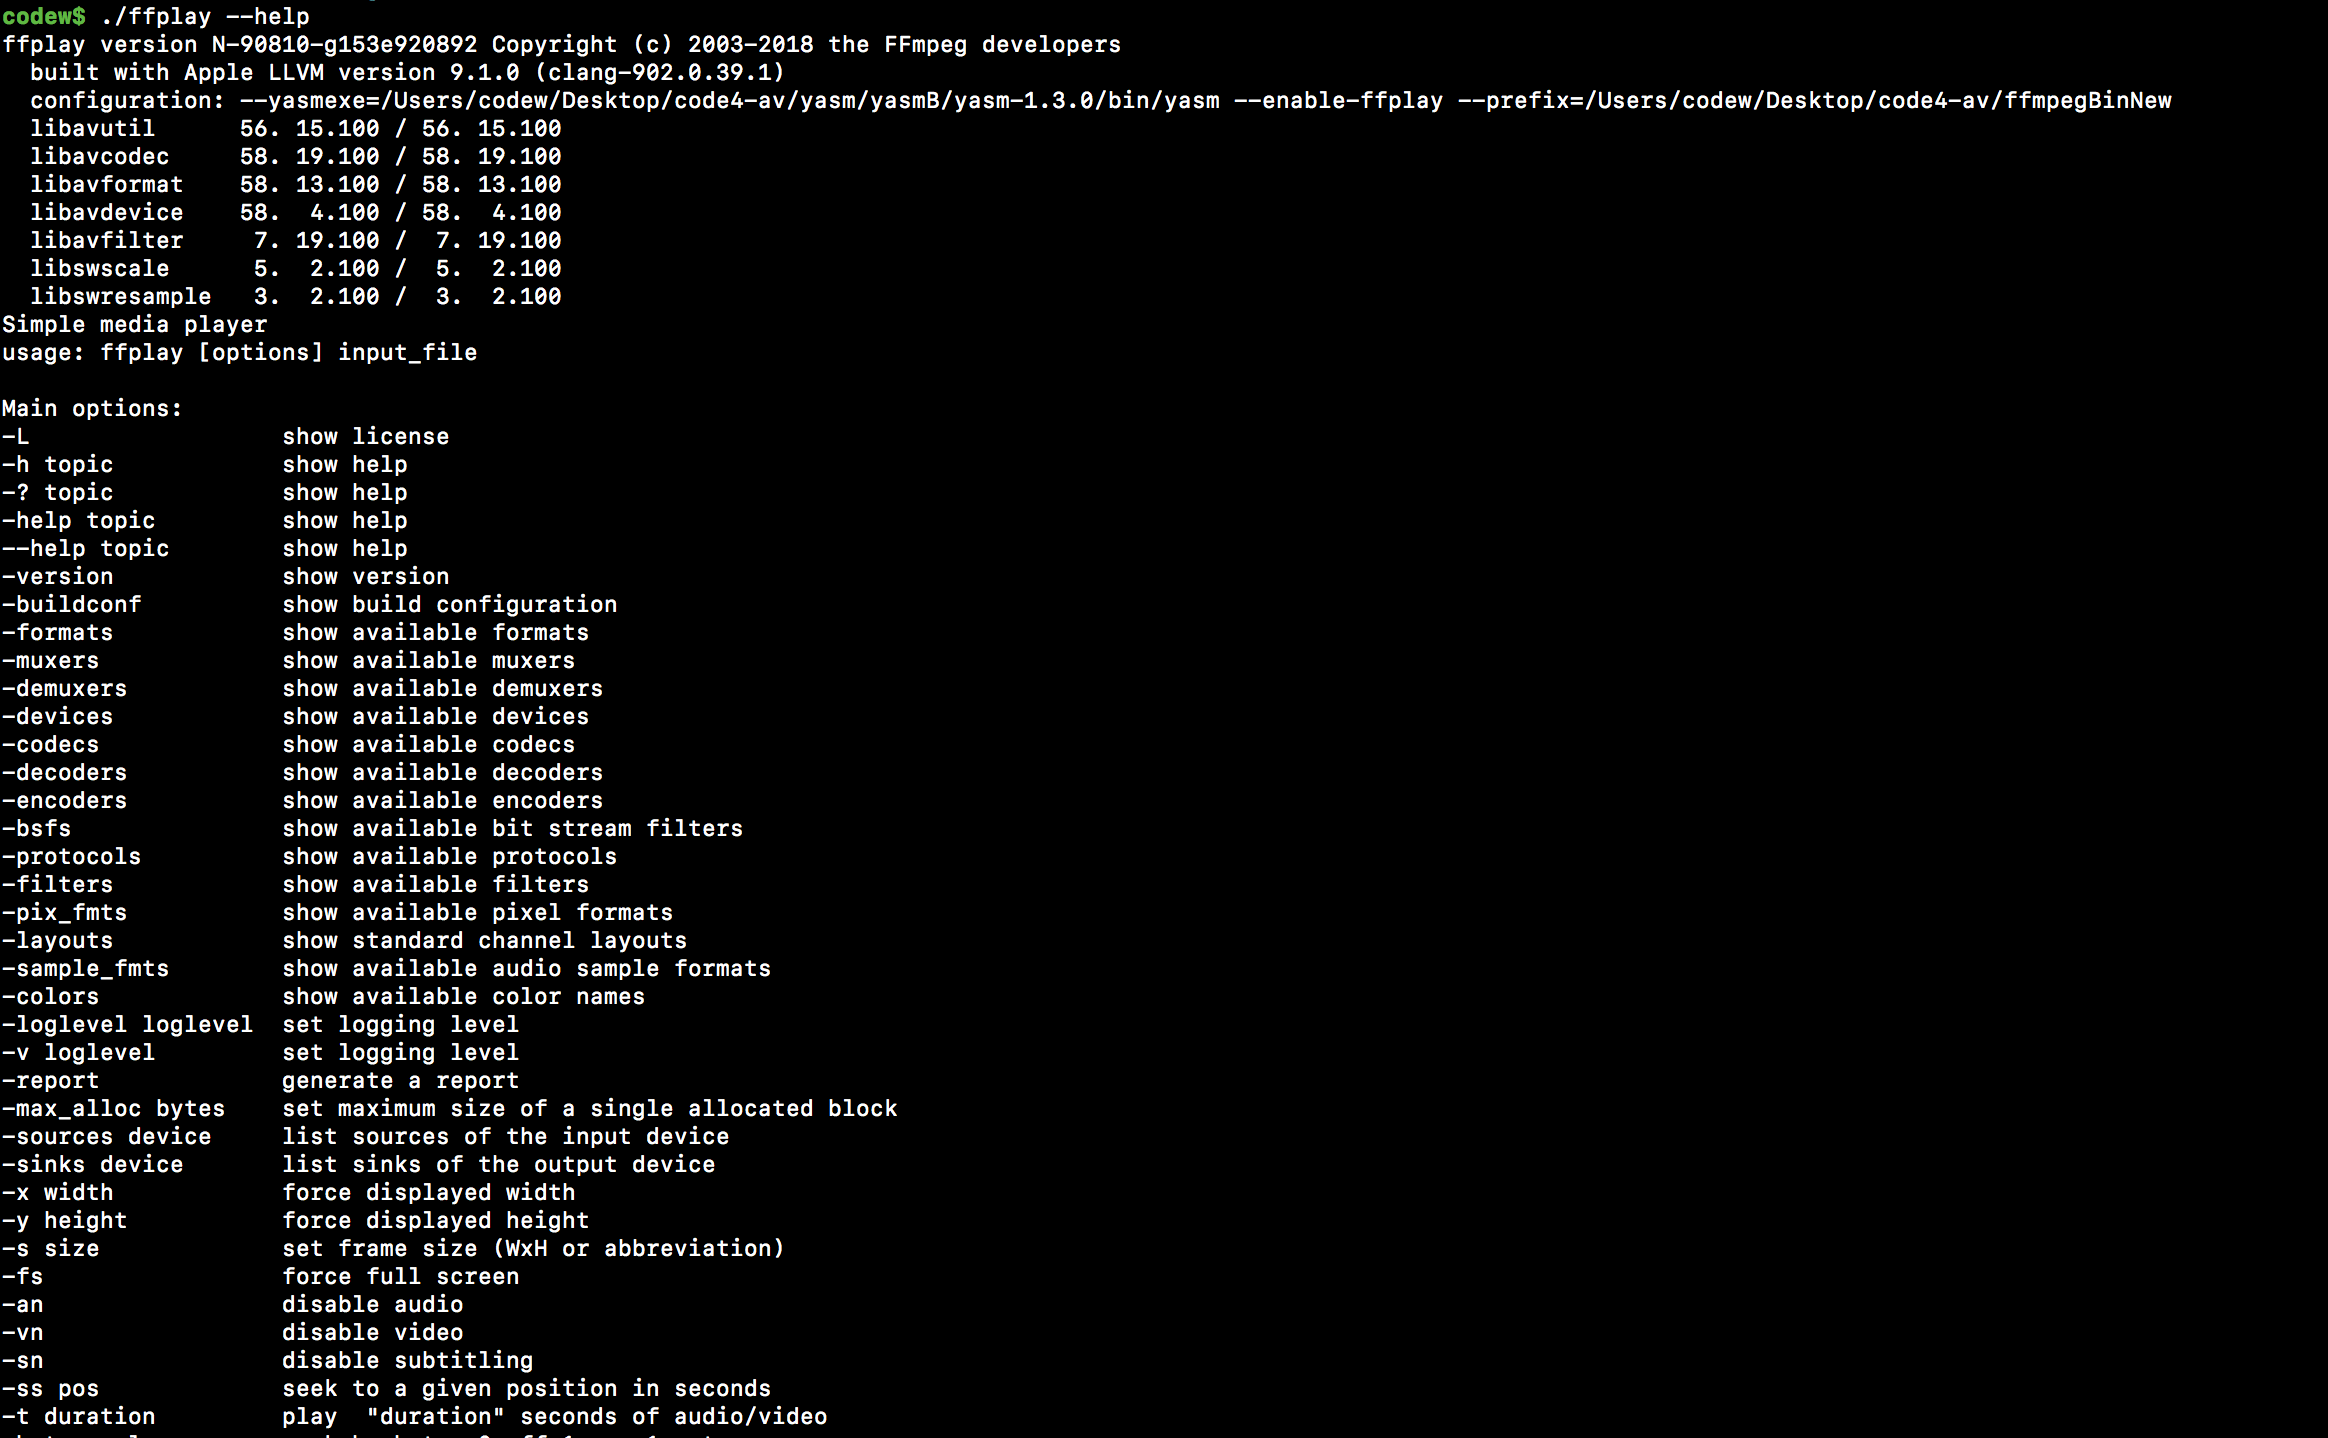 codew$ ./ffplay --help
ffplay version N-90810-g153e920892 Copyright (c) 2003-2018 the FFmpeg developers
  built with Apple LLVM version 9.1.0 (clang-902.0.39.1)
  configuration: --yasmexe=/Users/codew/Desktop/code4-av/yasm/yasmB/yasm-1.3.0/bin/yasm --enable-ffplay --prefix=/Users/codew/Desktop/code4-av/ffmpegBinNew
  libavutil      56. 15.100 / 56. 15.100
  libavcodec     58. 19.100 / 58. 19.100
  libavformat    58. 13.100 / 58. 13.100
  libavdevice    58.  4.100 / 58.  4.100
  libavfilter     7. 19.100 /  7. 19.100
  libswscale      5.  2.100 /  5.  2.100
  libswresample   3.  2.100 /  3.  2.100
Simple media player
usage: ffplay [options] input_file

Main options:
-L                  show license
-h topic            show help
-? topic            show help
-help topic         show help
--help topic        show help
-version            show version
-buildconf          show build configuration
-formats            show available formats
-muxers             show available muxers
-demuxers           show available demuxers
-devices            show available devices
-codecs             show available codecs
-decoders           show available decoders
-encoders           show available encoders
-bsfs               show available bit stream filters
-protocols          show available protocols
-filters            show available filters
-pix_fmts           show available pixel formats
-layouts            show standard channel layouts
-sample_fmts        show available audio sample formats
-colors             show available color names
-loglevel loglevel  set logging level
-v loglevel         set logging level
-report             generate a report
-max_alloc bytes    set maximum size of a single allocated block
-sources device     list sources of the input device
-sinks device       list sinks of the output device
-x width            force displayed width
-y height           force displayed height
-s size             set frame size (WxH or abbreviation)
-fs                 force full screen
-an                 disable audio
-vn                 disable video
-sn                 disable subtitling
-ss pos             seek to a given position in seconds
-t duration         play  "duration" seconds of audio/video